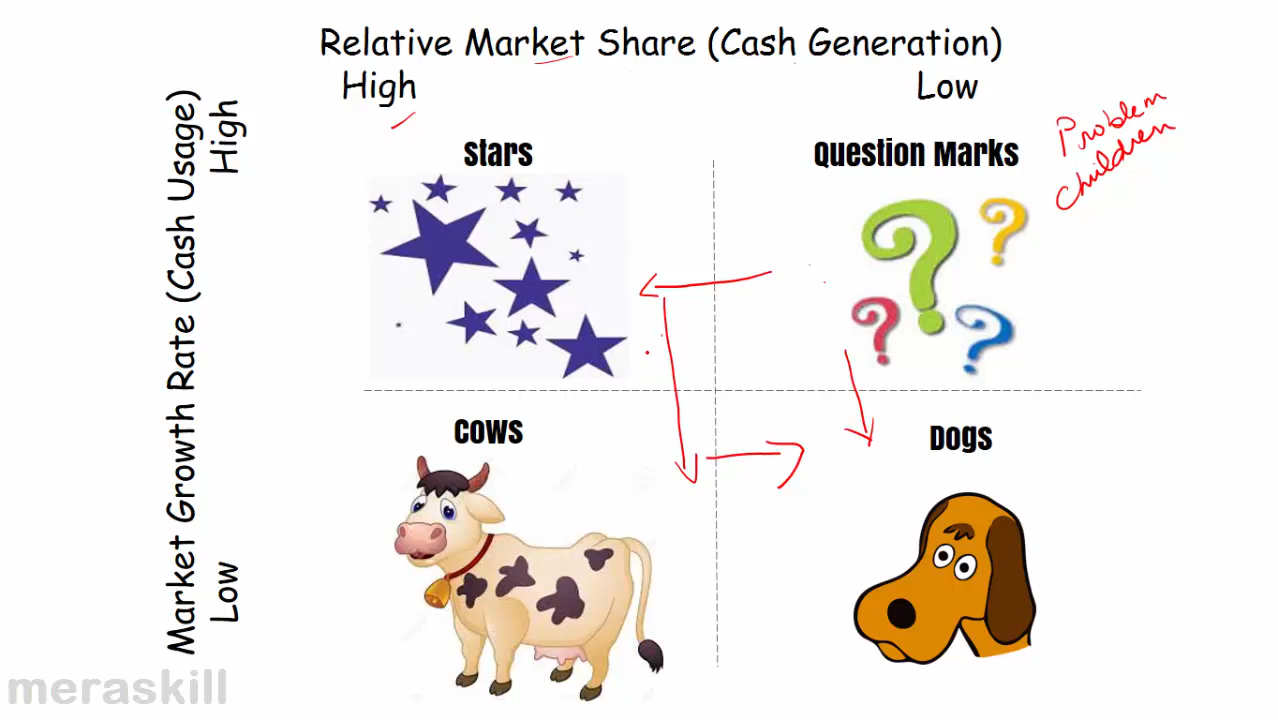 Relative Market Share (Cash Generation)
High
Low
Market Growth Rate (Cash Usage)
High
Low
Stars
Question Marks
Problem
children
Cows
Dogs
meraskill